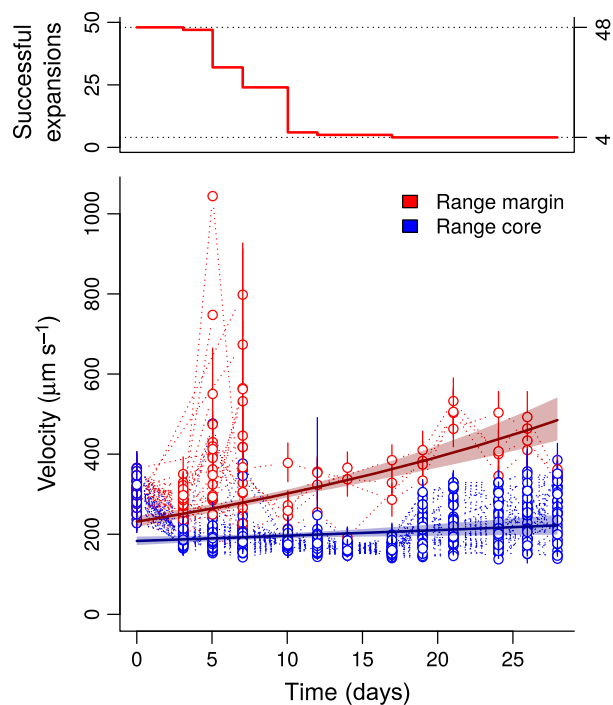 Successful
expansions
50
25
0
48
4
Velocity (μm s⁻¹)
1000
800
600
400
200
0
Range margin
Range core
0 5 10 15 20 25
Time (days)